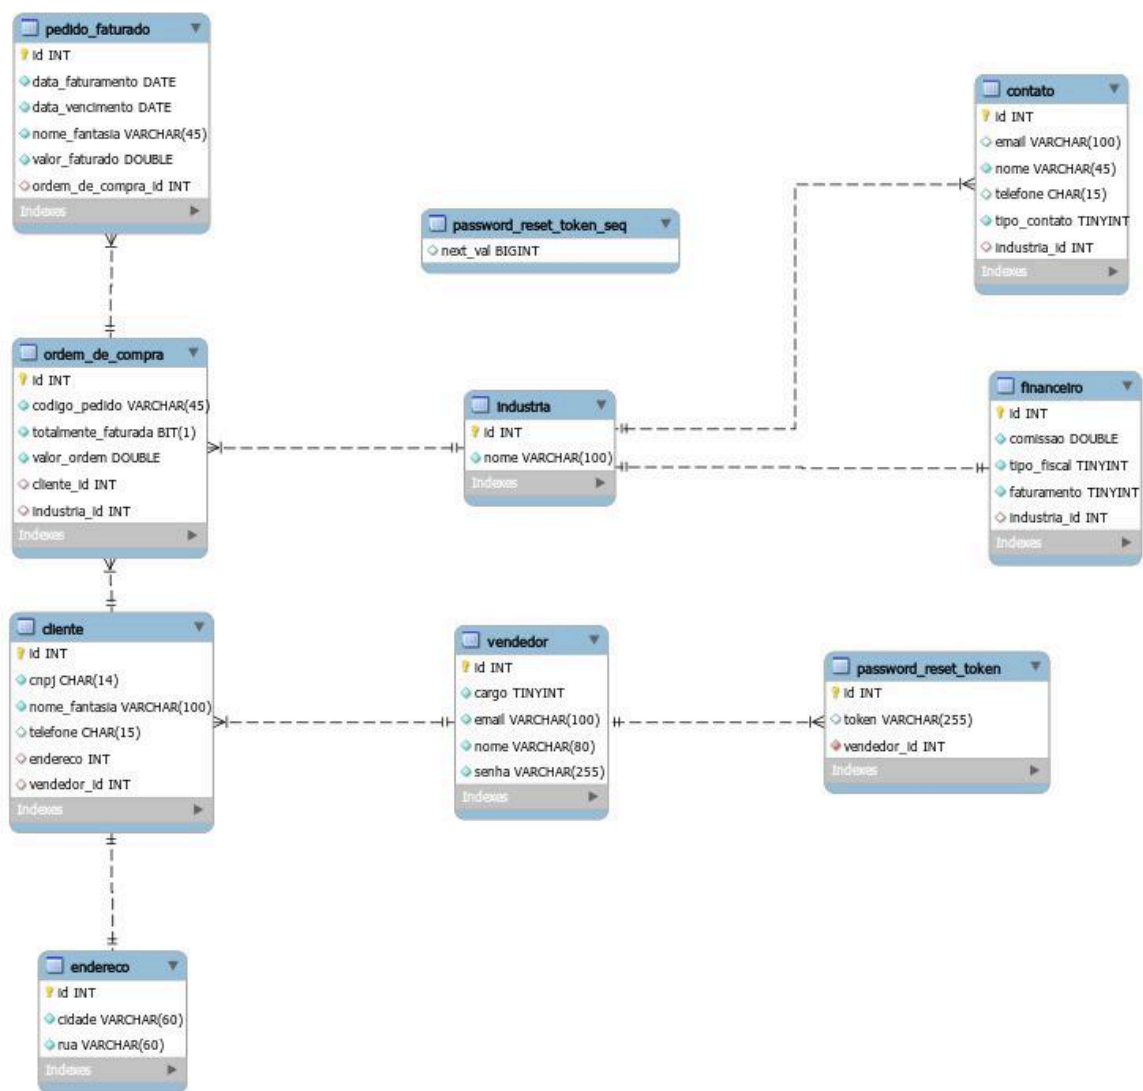 pedido_faturado
id INT
data_faturamento DATE
data_vencimento DATE
nome_fantasia VARCHAR(45)
valor_faturado DOUBLE
ordem_de_compra_id INT
Indexes
contato
id INT
email VARCHAR(100)
nome VARCHAR(45)
telefone CHAR(15)
tipo_contato TINYINT
industria_id INT
Indexes
password_reset_token_seq
next_val BIGINT
ordem_de_compra
id INT
codigo_pedido VARCHAR(45)
totalmente_faturada BIT(1)
valor_ordem DOUBLE
cliente_id INT
industria_id INT
Indexes
industria
id INT
nome VARCHAR(100)
Indexes
financeiro
id INT
comissao DOUBLE
tipo_fiscal TINYINT
faturamento TINYINT
industria_id INT
Indexes
cliente
id INT
cnpj CHAR(14)
nome_fantasia VARCHAR(100)
telefone CHAR(15)
endereco INT
vendedor_id INT
Indexes
vendedor
id INT
cargo TINYINT
email VARCHAR(100)
nome VARCHAR(80)
senha VARCHAR(255)
Indexes
password_reset_token
id INT
token VARCHAR(255)
vendedor_id INT
Indexes
endereco
id INT
cidade VARCHAR(60)
rua VARCHAR(60)
Indexes